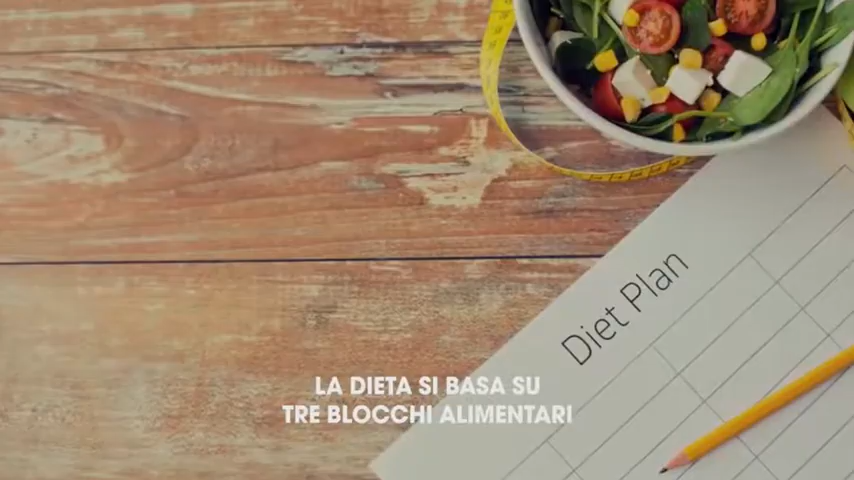 Diet Plan
LA DIETA SI BASA SU
TRE BLOCCHI ALIMENTARI